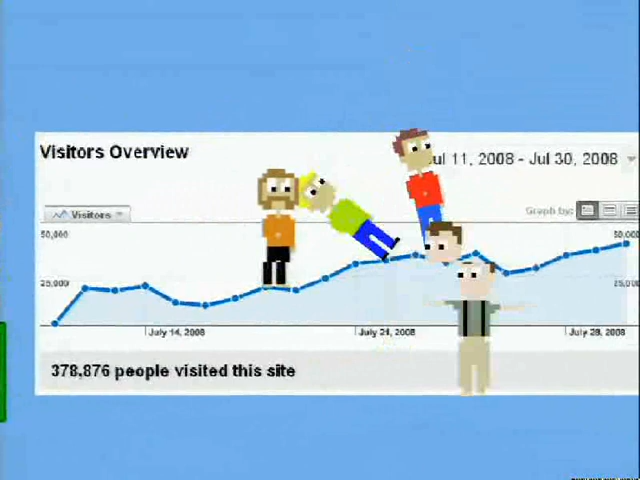 Visitors Overview
Jul 11, 2008 - Jul 30, 2008
Visitors
Graph by:
50,000
50,000
25,000
25,000
July 14, 2008
July 21, 2008
July 28, 2008
378,876 people visited this site